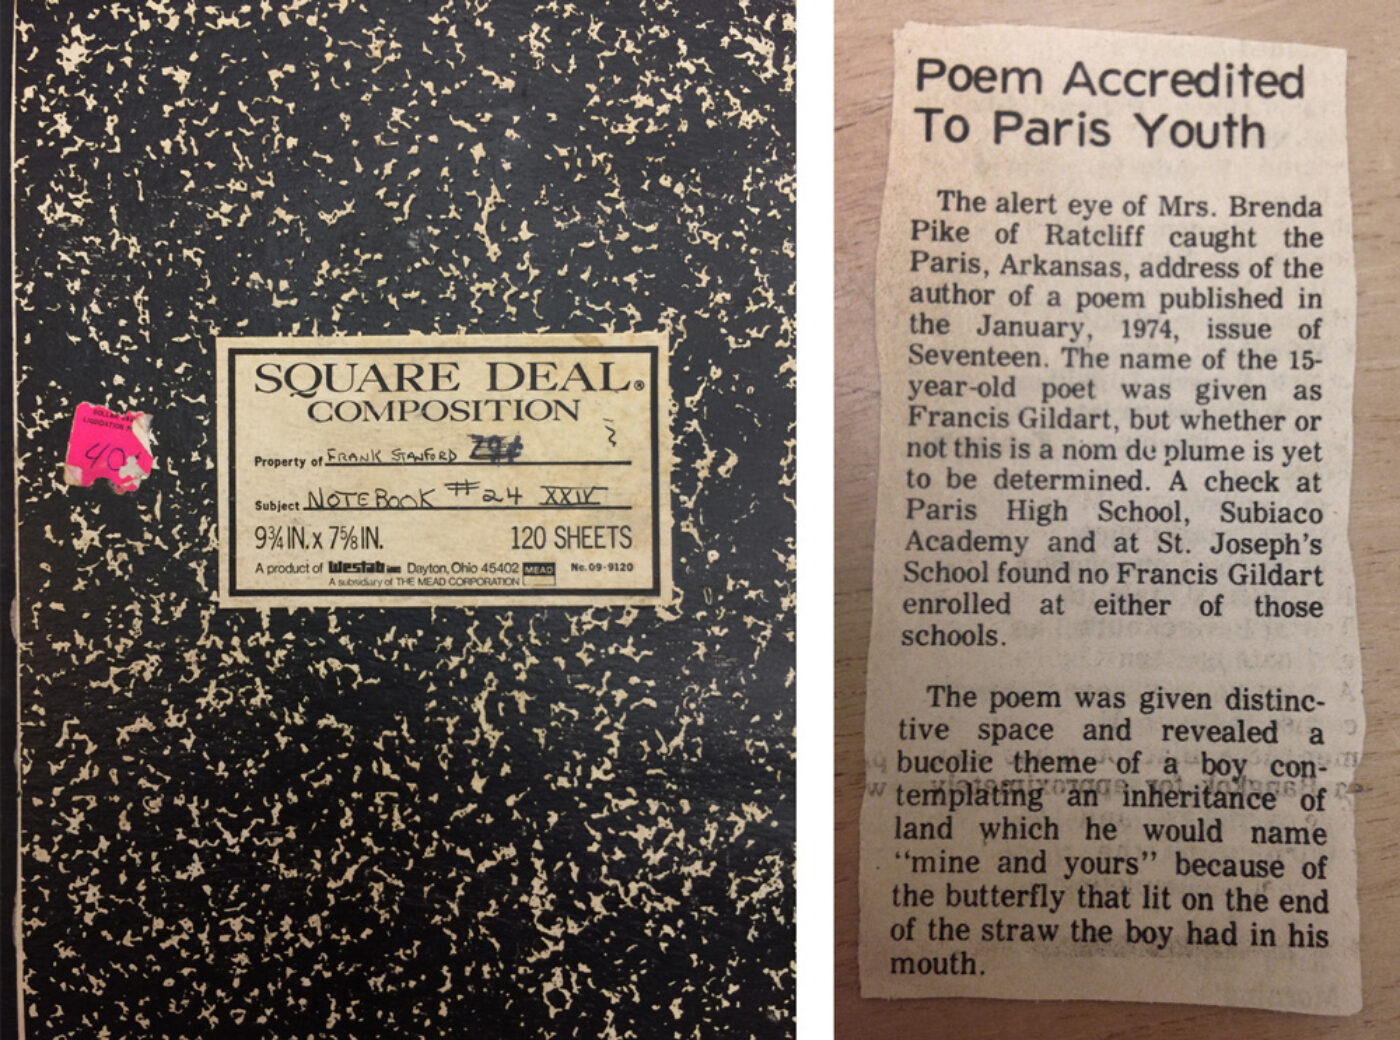 SQUARE DEAL®
COMPOSITION
Property of FRANK STANFORD
Subject NOTEBOOK #24 XXIV
9¾ IN. x 7⅝ IN. 120 SHEETS
A product of Westab Dayton, Ohio 45402 MEAD No. 09-9120
A subsidiary of THE MEAD CORPORATION
LIQUIDATION
40
Poem Accredited
To Paris Youth
The alert eye of Mrs. Brenda
Pike of Ratcliff caught the
Paris, Arkansas, address of the
author of a poem published in
the January, 1974, issue of
Seventeen. The name of the 15-
year-old poet was given as
Francis Gildart, but whether or
not this is a nom de plume is yet
to be determined. A check at
Paris High School, Subiaco
Academy and at St. Joseph's
School found no Francis Gildart
enrolled at either of those
schools.
The poem was given distinc-
tive space and revealed a
bucolic theme of a boy con-
templating an inheritance of
land which he would name
"mine and yours" because of
the butterfly that lit on the end
of the straw the boy had in his
mouth.